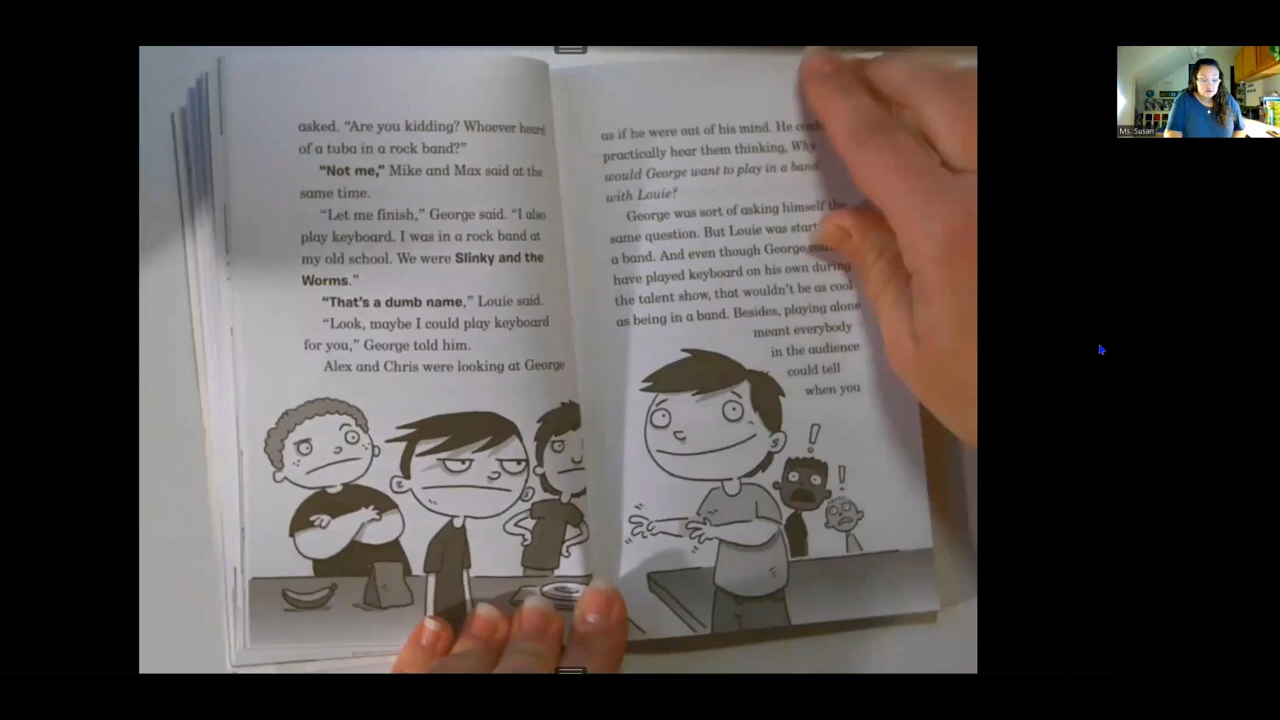 asked. "Are you kidding? Whoever heard
of a tuba in a rock band?"
"Not me," Mike and Max said at the
same time.
"Let me finish," George said. "I also
play keyboard. I was in a rock band at
my old school. We were Slinky and the
Worms."
"That's a dumb name," Louie said.
"Look, maybe I could play keyboard
for you," George told him.
Alex and Chris were looking at George
as if he were out of his mind. He
practically hear them thinking, Why
would George want to play in a band
with Louie?
George was sort of asking himself the
same question. But Louie was
a band. And even though George
have played keyboard on his own during
the talent show, that wouldn't be as cool
as being in a band. Besides, playing alone
meant everybody
in the audience
could tell
when you
!
!
Ms. Susan